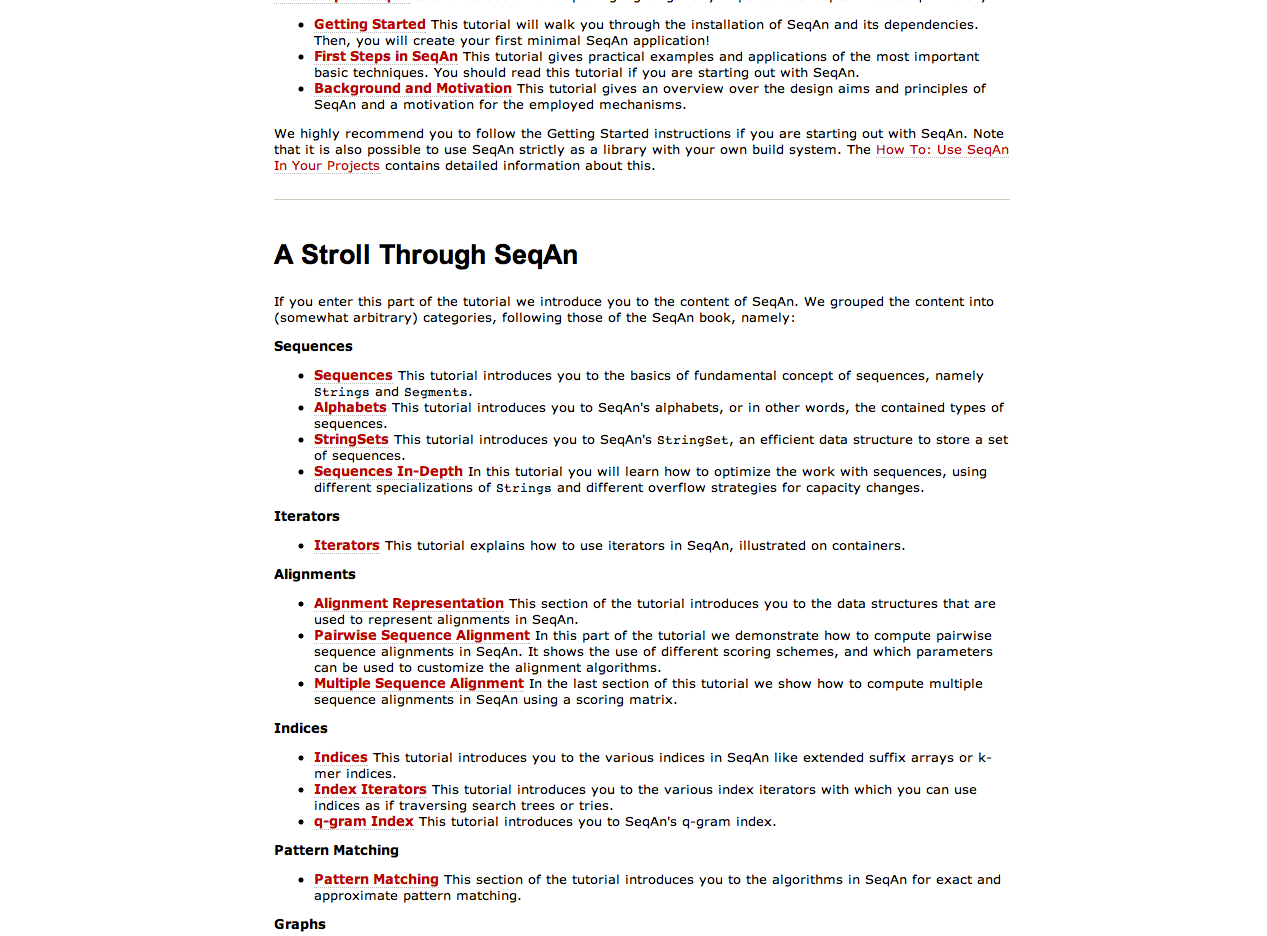 Getting Started This tutorial will walk you through the installation of SeqAn and its dependencies.
Then, you will create your first minimal SeqAn application!
First Steps in SeqAn This tutorial gives practical examples and applications of the most important
basic techniques. You should read this tutorial if you are starting out with SeqAn.
Background and Motivation This tutorial gives an overview over the design aims and principles of
SeqAn and a motivation for the employed mechanisms.
We highly recommend you to follow the Getting Started instructions if you are starting out with SeqAn. Note
that it is also possible to use SeqAn strictly as a library with your own build system. The How To: Use SeqAn
In Your Projects contains detailed information about this.
A Stroll Through SeqAn
If you enter this part of the tutorial we introduce you to the content of SeqAn. We grouped the content into
(somewhat arbitrary) categories, following those of the SeqAn book, namely:
Sequences
Sequences This tutorial introduces you to the basics of fundamental concept of sequences, namely
Strings and Segments.
Alphabets This tutorial introduces you to SeqAn's alphabets, or in other words, the contained types of
sequences.
StringSets This tutorial introduces you to SeqAn's StringSet, an efficient data structure to store a set
of sequences.
Sequences In-Depth In this tutorial you will learn how to optimize the work with sequences, using
different specializations of Strings and different overflow strategies for capacity changes.
Iterators
Iterators This tutorial explains how to use iterators in SeqAn, illustrated on containers.
Alignments
Alignment Representation This section of the tutorial introduces you to the data structures that are
used to represent alignments in SeqAn.
Pairwise Sequence Alignment In this part of the tutorial we demonstrate how to compute pairwise
sequence alignments in SeqAn. It shows the use of different scoring schemes, and which parameters
can be used to customize the alignment algorithms.
Multiple Sequence Alignment In the last section of this tutorial we show how to compute multiple
sequence alignments in SeqAn using a scoring matrix.
Indices
Indices This tutorial introduces you to the various indices in SeqAn like extended suffix arrays or k-
mer indices.
Index Iterators This tutorial introduces you to the various index iterators with which you can use
indices as if traversing search trees or tries.
q-gram Index This tutorial introduces you to SeqAn's q-gram index.
Pattern Matching
Pattern Matching This section of the tutorial introduces you to the algorithms in SeqAn for exact and
approximate pattern matching.
Graphs